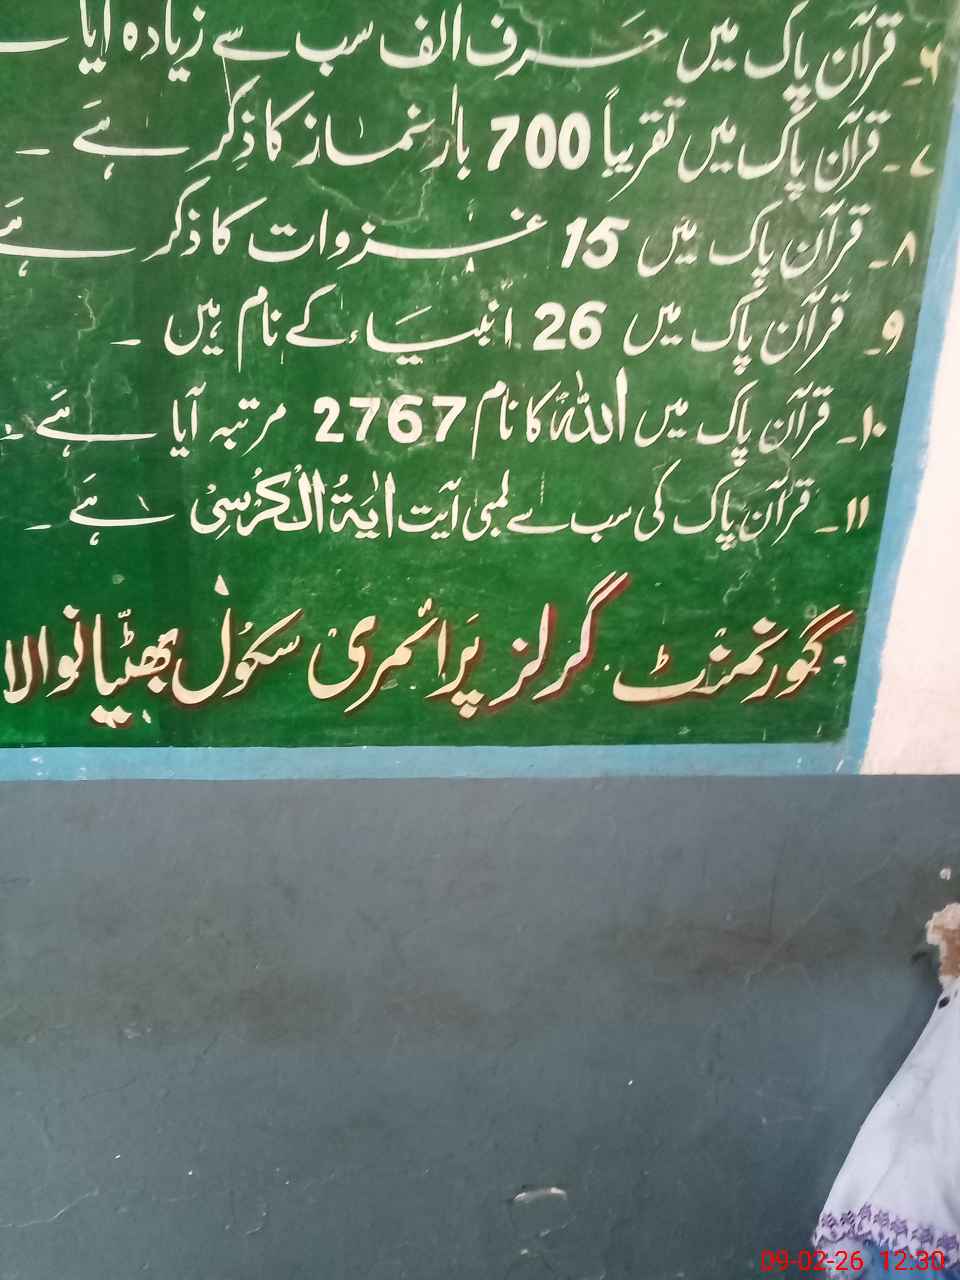 ۶۔ قرآن پاک میں حرف الف سب سے زیادہ آیا
۷۔ قرآن پاک میں تقریباً 700 بار نماز کا ذِکر ہے ۔
۸۔ قرآن پاک میں 15 غزوات کا ذکر ہے
۹۔ قرآن پاک میں 26 انبیاء کے نام ہیں ۔
۱۰۔ قرآن پاک میں اللہ کا نام 2767 مرتبہ آیا ہے ۔
۱۱۔ قرآن پاک کی سب سے لمبی آیت اٰیَۃُ الْکُرْسِیْ ہے ۔
گورنمنٹ گرلز پرائمری سکول بھٹیانوالا
09-02-26 12:30